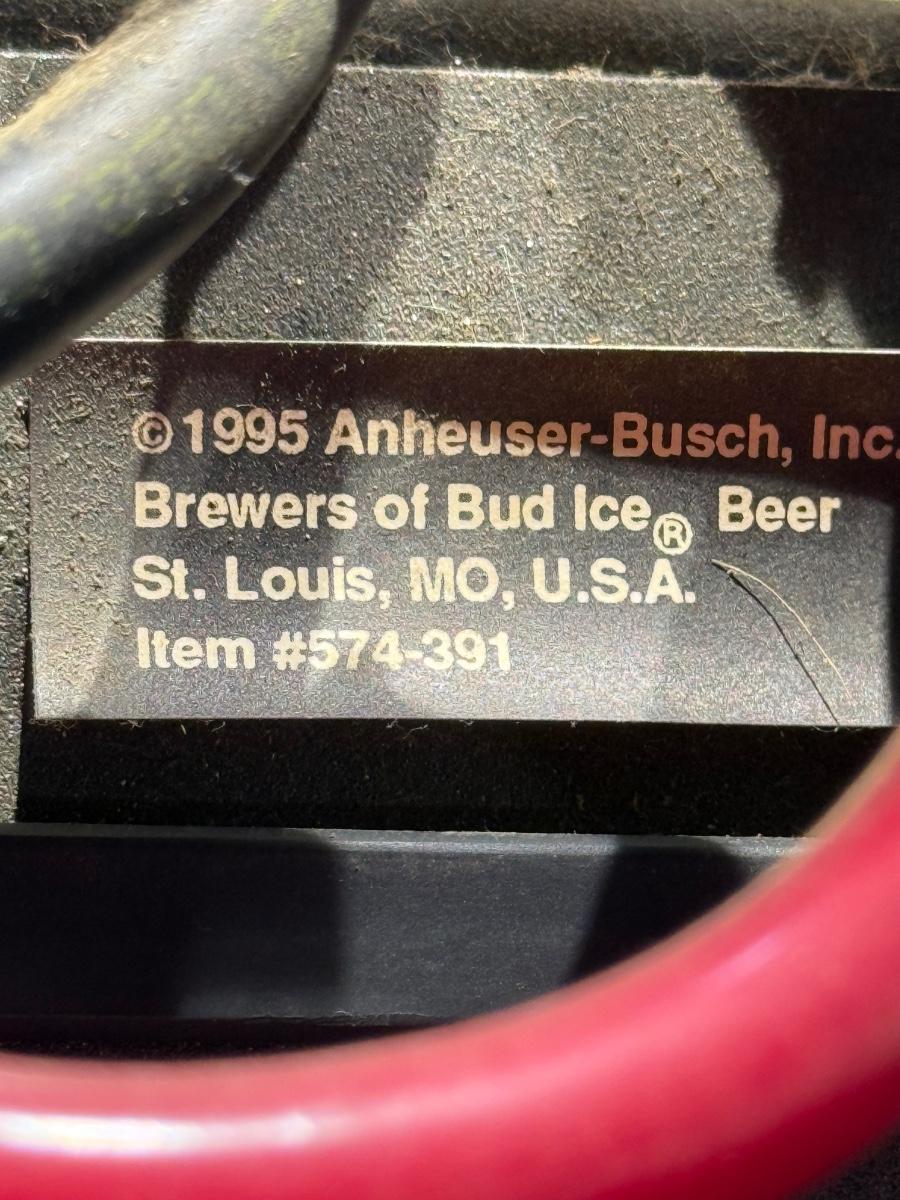 ©1995 Anheuser-Busch, Inc.
Brewers of Bud Ice® Beer
St. Louis, MO, U.S.A.
Item #574-391